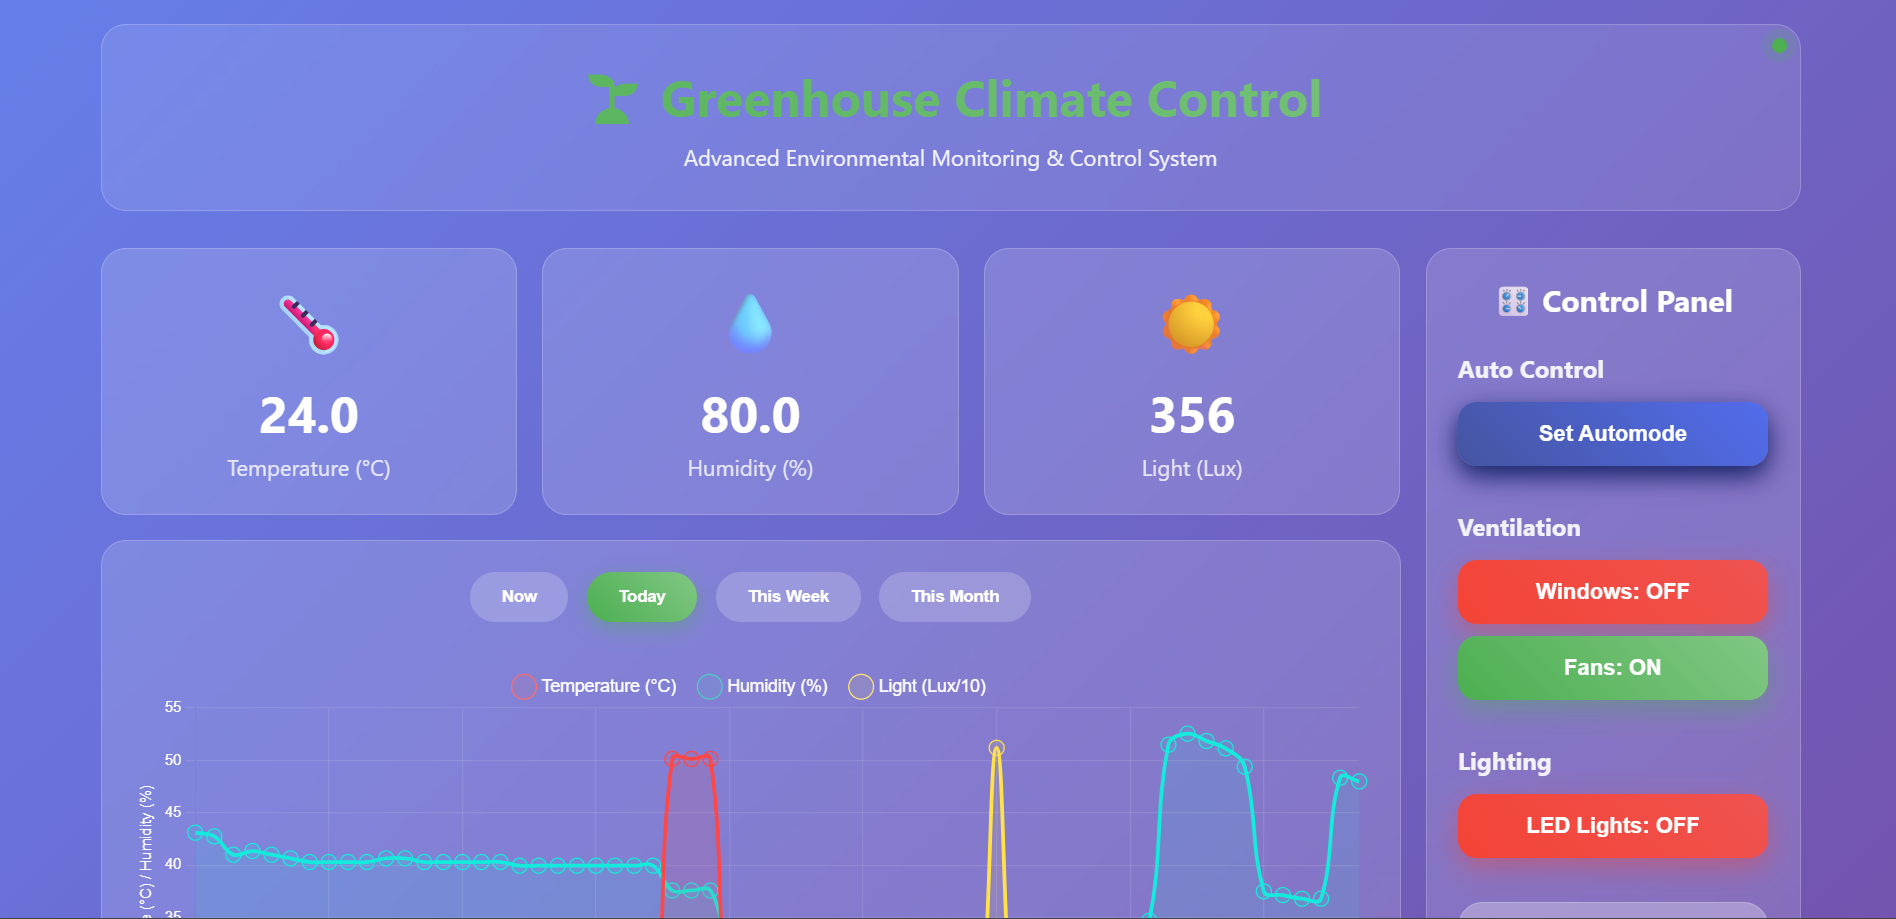 Greenhouse Climate Control
Advanced Environmental Monitoring & Control System
24.0
Temperature (°C)
80.0
Humidity (%)
356
Light (Lux)
Control Panel
Auto Control
Set Automode
Ventilation
Windows: OFF
Fans: ON
Lighting
LED Lights: OFF
Now
Today
This Week
This Month
Temperature (°C)
Humidity (%)
Light (Lux/10)
55
50
45
40
35
(°C) / Humidity (%)